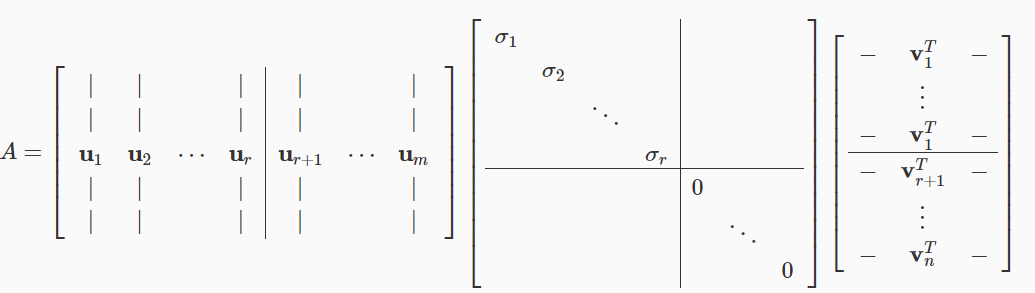 A =
| | | | |
| | | | |
u₁ u₂ ⋯ uᵣ uᵣ₊₁ ⋯ uₘ
| | | | |
| | | | |
σ₁
σ₂
⋱
σᵣ
0
⋱
0
− v₁ᵀ −
⋮
− v₁ᵀ −
− vᵣ₊₁ᵀ −
⋮
− vₙᵀ −